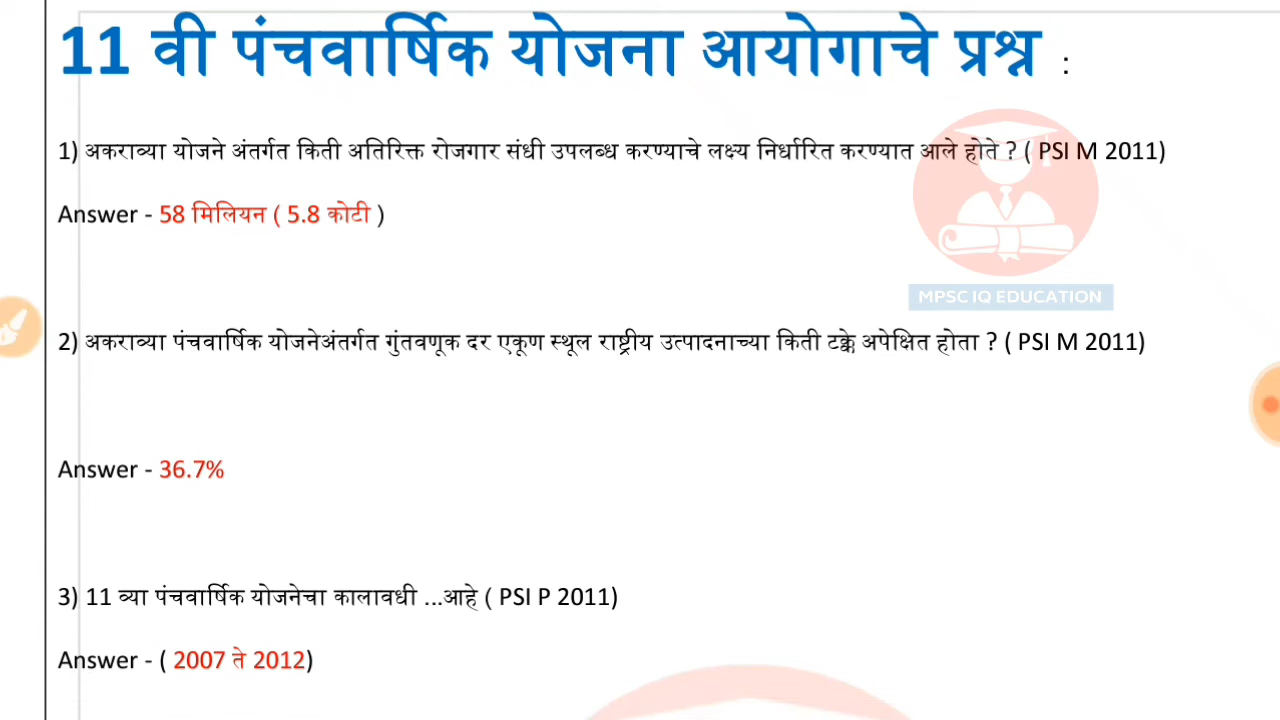 11 वी पंचवार्षिक योजना आयोगाचे प्रश्न :
1) अकराव्या योजने अंतर्गत किती अतिरिक्त रोजगार संधी उपलब्ध करण्याचे लक्ष्य निर्धारित करण्यात आले होते ? ( PSI M 2011)
Answer - 58 मिलियन ( 5.8 कोटी )
MPSC IQ EDUCATION
2) अकराव्या पंचवार्षिक योजनेअंतर्गत गुंतवणूक दर एकूण स्थूल राष्ट्रीय उत्पादनाच्या किती टक्के अपेक्षित होता ? ( PSI M 2011)
Answer - 36.7%
3) 11 व्या पंचवार्षिक योजनेचा कालावधी ...आहे ( PSI P 2011)
Answer - ( 2007 ते 2012)